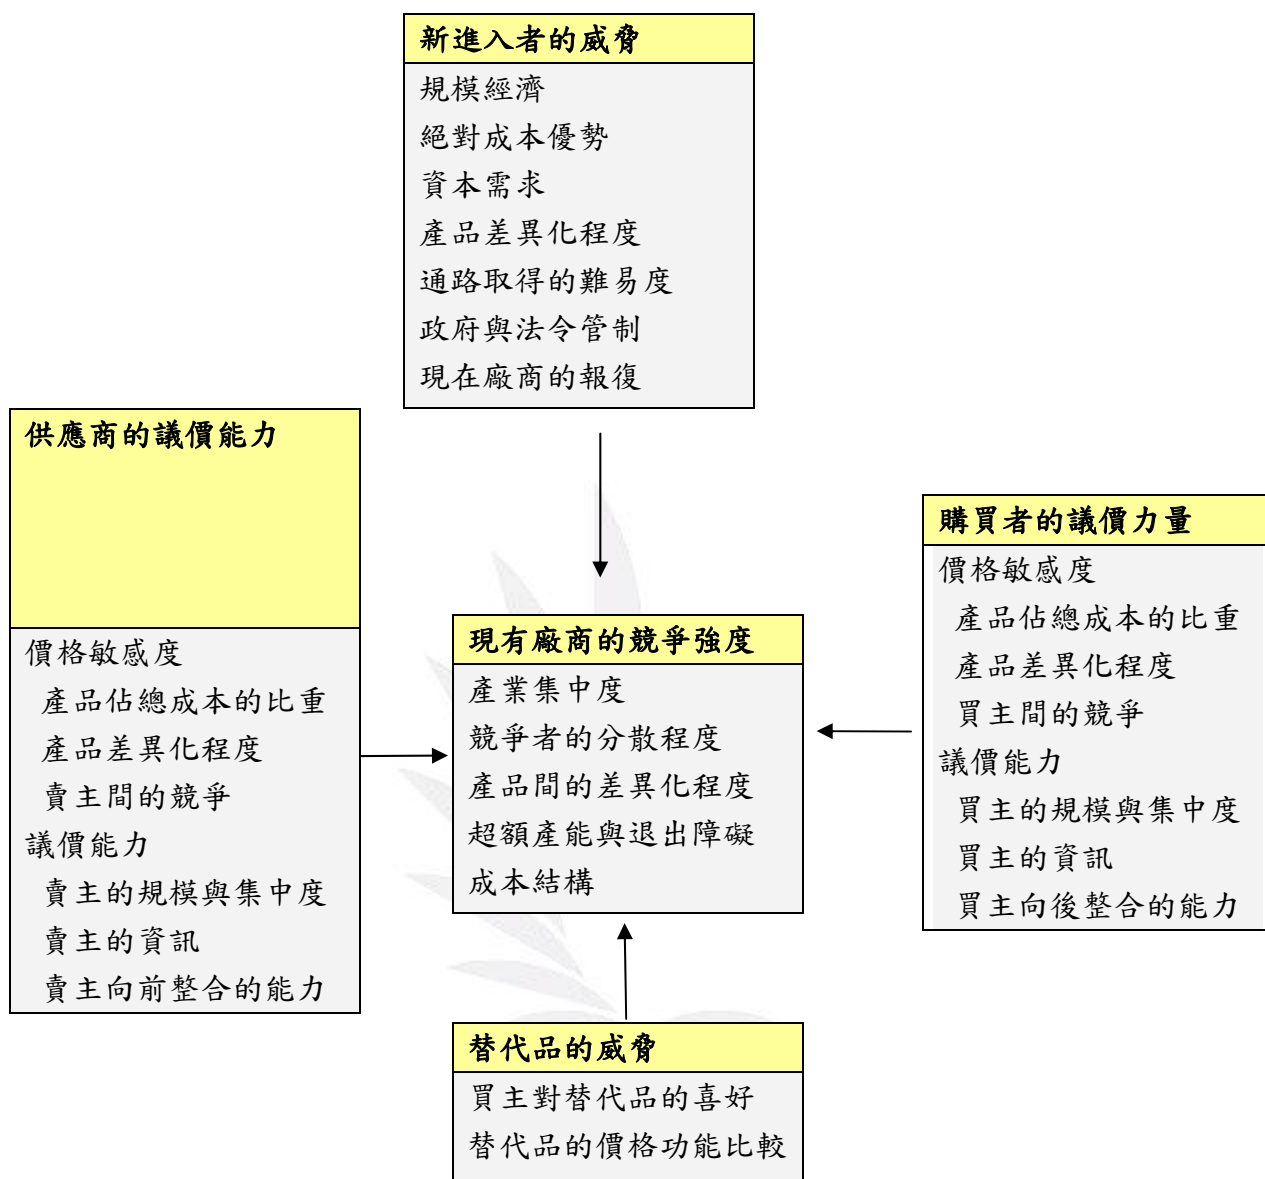 新進入者的威脅
規模經濟
絕對成本優勢
資本需求
產品差異化程度
通路取得的難易度
政府與法令管制
現在廠商的報復
供應商的議價能力
價格敏感度
產品佔總成本的比重
產品差異化程度
賣主間的競爭
議價能力
賣主的規模與集中度
賣主的資訊
賣主向前整合的能力
現有廠商的競爭強度
產業集中度
競爭者的分散程度
產品間的差異化程度
超額產能與退出障礙
成本結構
購買者的議價力量
價格敏感度
產品佔總成本的比重
產品差異化程度
買主間的競爭
議價能力
買主的規模與集中度
買主的資訊
買主向後整合的能力
替代品的威脅
買主對替代品的喜好
替代品的價格功能比較